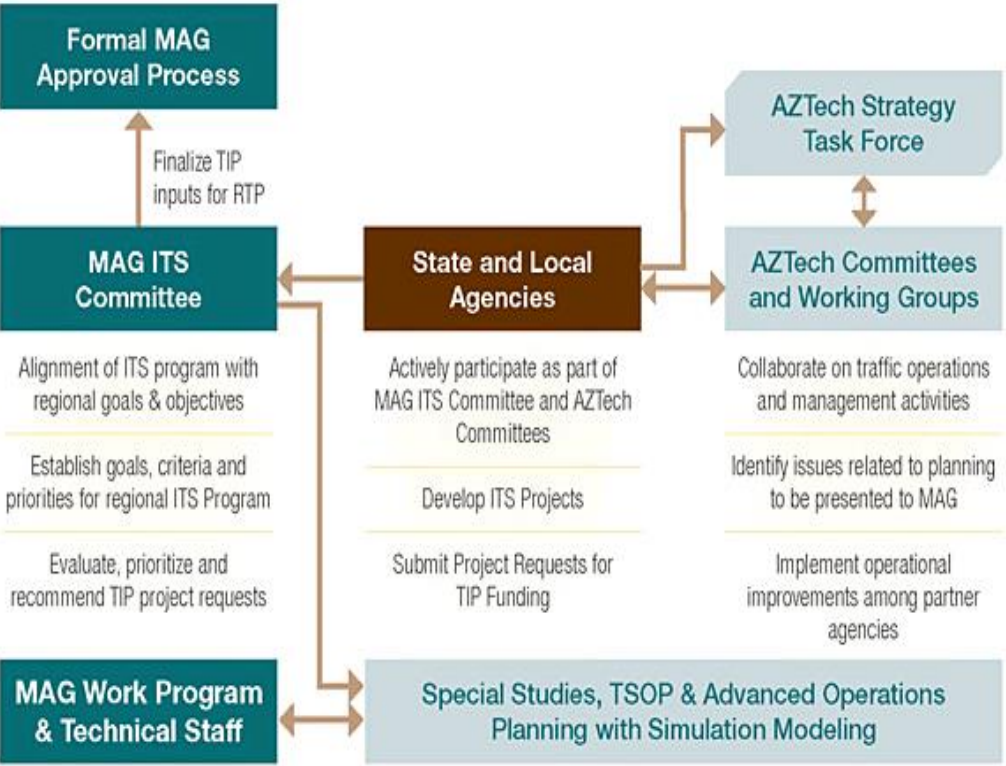 Formal MAG
Approval Process
Finalize TIP
inputs for RTP
AZTech Strategy
Task Force
MAG ITS
Committee
State and Local
Agencies
AZTech Committees
and Working Groups
Alignment of ITS program with
regional goals & objectives
Establish goals, criteria and
priorities for regional ITS Program
Evaluate, prioritize and
recommend TIP project requests
Actively participate as part of
MAG ITS Committee and AZTech
Committees
Develop ITS Projects
Submit Project Requests for
TIP Funding
Collaborate on traffic operations
and management activities
Identify issues related to planning
to be presented to MAG
Implement operational
improvements among partner
agencies
MAG Work Program
& Technical Staff
Special Studies, TSOP & Advanced Operations
Planning with Simulation Modeling